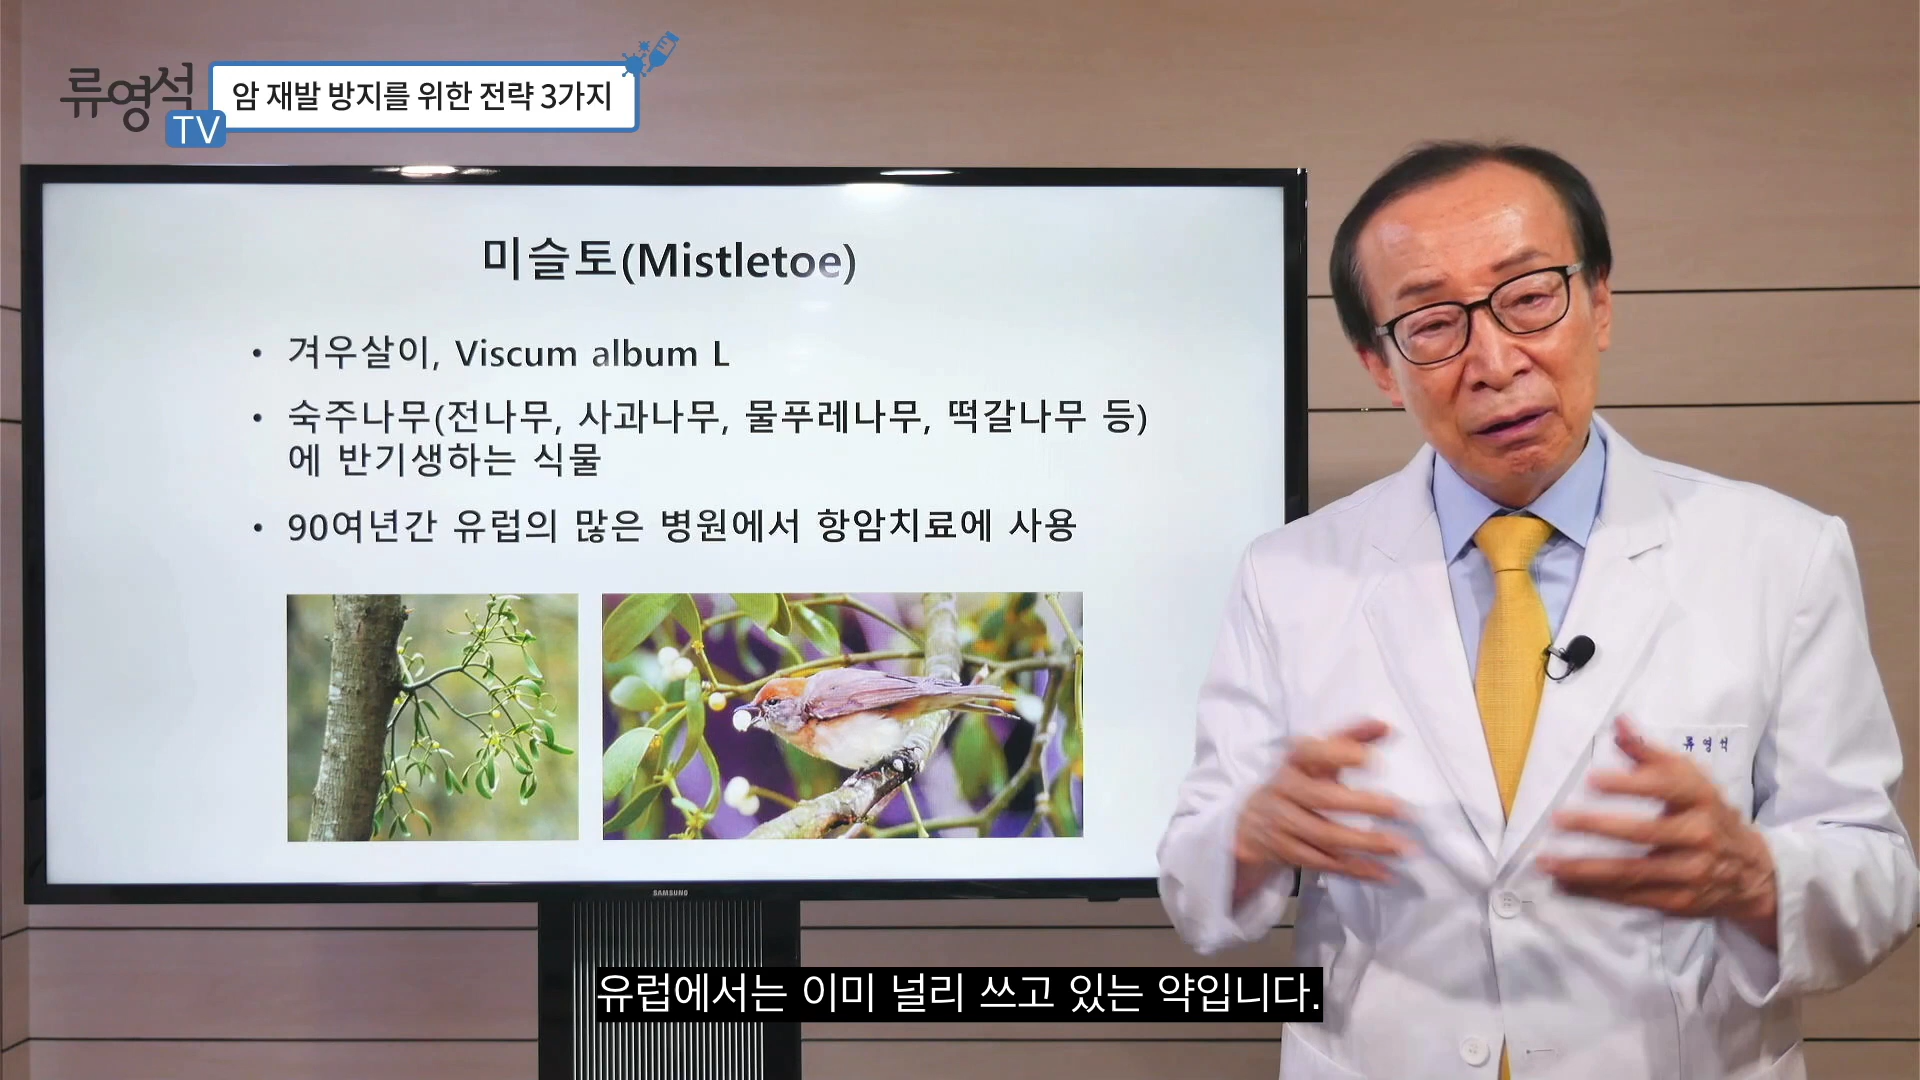 류영석
TV
암 재발 방지를 위한 전략 3가지
미슬토(Mistletoe)
• 겨우살이, Viscum album L
• 숙주나무(전나무, 사과나무, 물푸레나무, 떡갈나무 등)
에 반기생하는 식물
• 90여년간 유럽의 많은 병원에서 항암치료에 사용
SAMSUNG
류영석
유럽에서는 이미 널리 쓰고 있는 약입니다.